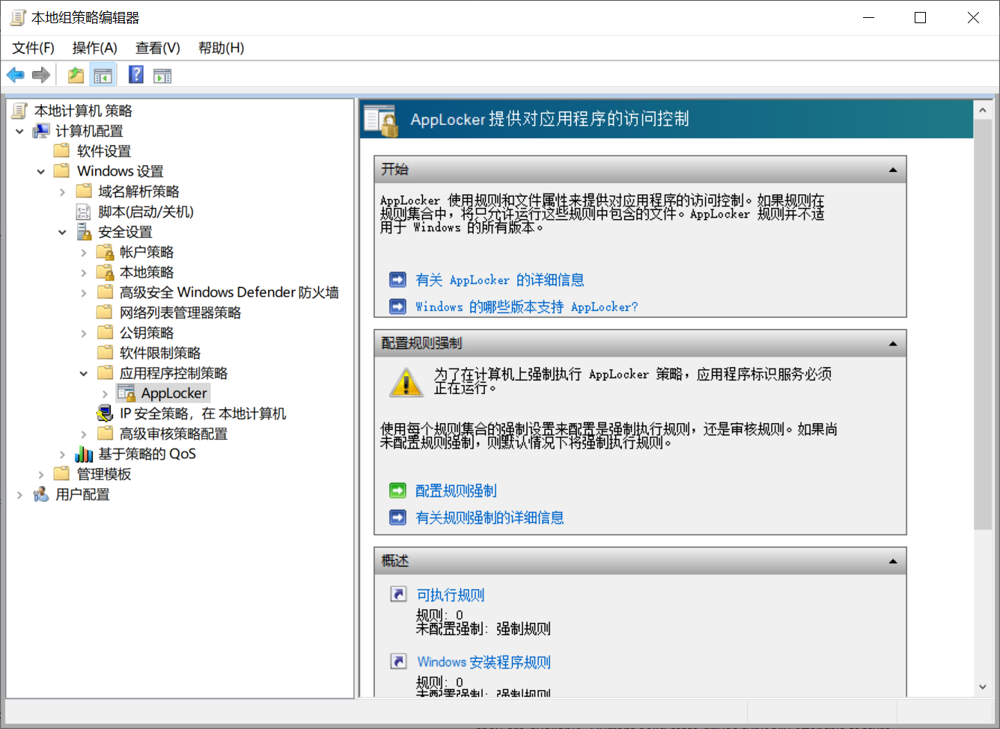 本地组策略编辑器
文件(F) 操作(A) 查看(V) 帮助(H)
本地计算机 策略
计算机配置
软件设置
Windows 设置
域名解析策略
脚本(启动/关机)
安全设置
帐户策略
本地策略
高级安全 Windows Defender 防火墙
网络列表管理器策略
公钥策略
软件限制策略
应用程序控制策略
AppLocker
IP 安全策略，在 本地计算机
高级审核策略配置
基于策略的 QoS
管理模板
用户配置
AppLocker 提供对应用程序的访问控制
开始
AppLocker 使用规则和文件属性来提供对应用程序的访问控制。如果规则在
规则集合中，将只允许运行这些规则中包含的文件。AppLocker 规则并不适
用于 Windows 的所有版本。
有关 AppLocker 的详细信息
Windows 的哪些版本支持 AppLocker?
配置规则强制
为了在计算机上强制执行 AppLocker 策略，应用程序标识服务必须
正在运行。
使用每个规则集合的强制设置来配置是强制执行规则，还是审核规则。如果尚
未配置规则强制，则默认情况下将强制执行规则。
配置规则强制
有关规则强制的详细信息
概述
可执行规则
规则: 0
未配置强制: 强制规则
Windows 安装程序规则
规则: 0
未配置强制: 强制规则